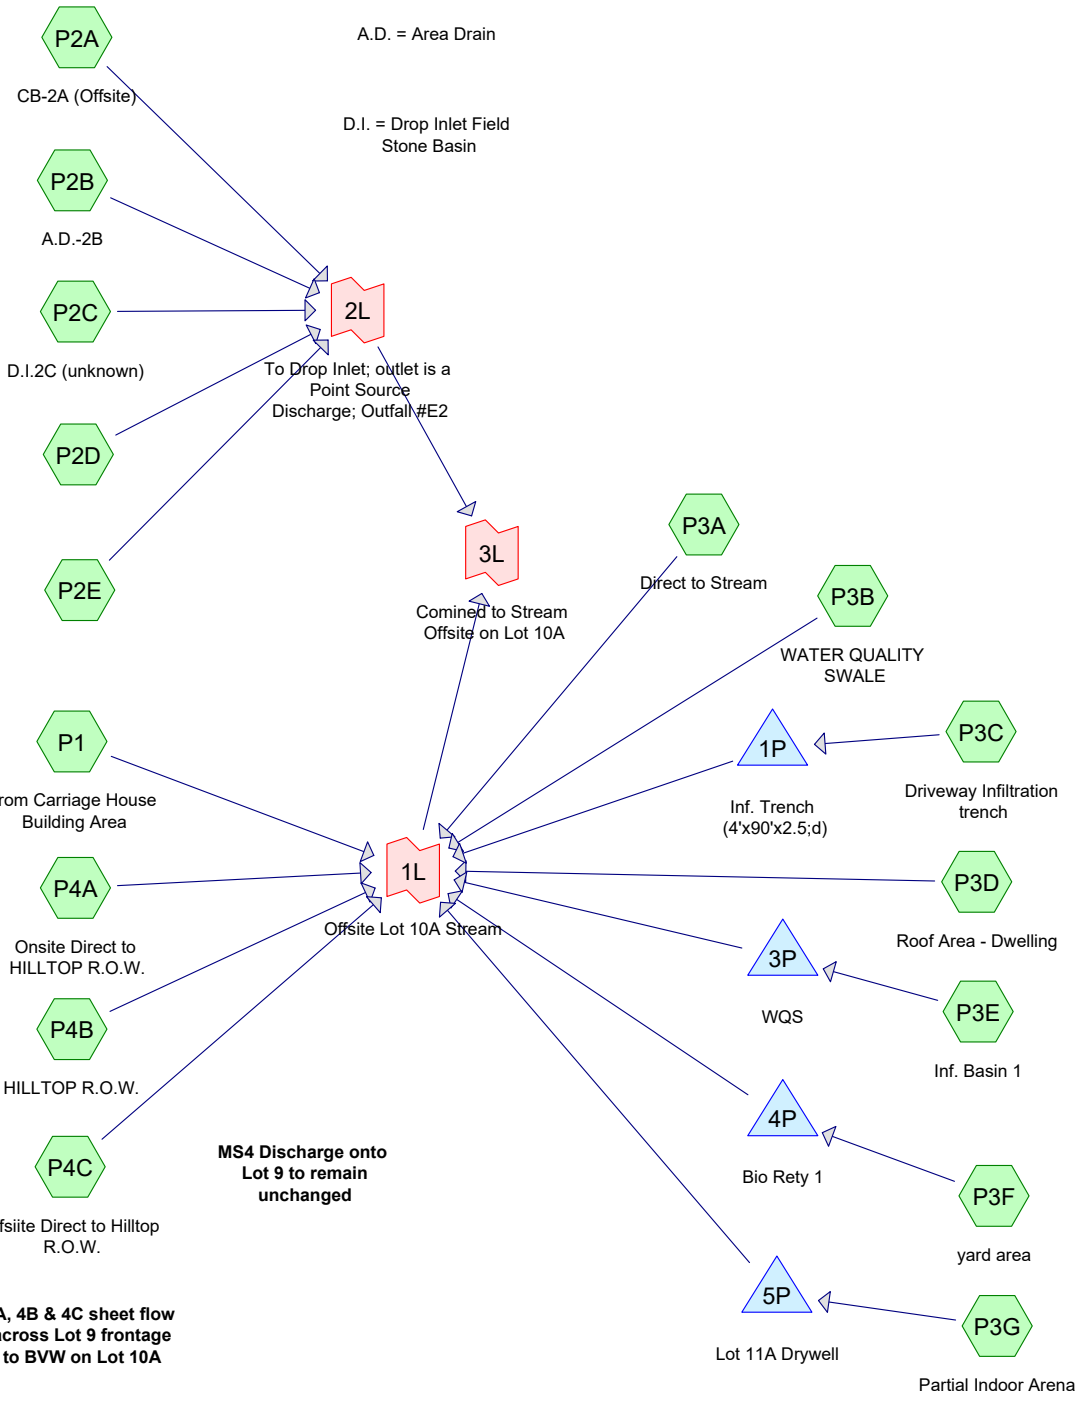 P2A
CB-2A (Offsite)
A.D. = Area Drain
D.I. = Drop Inlet Field
Stone Basin
P2B
A.D.-2B
P2C
D.I.2C (unknown)
2L
To Drop Inlet; outlet is a
Point Source
Discharge; Outfall #E2
P2D
P2E
3L
Comined to Stream
Offsite on Lot 10A
P3A
Direct to Stream
P3B
WATER QUALITY
SWALE
P1
rom Carriage House
Building Area
1P
Inf. Trench
(4'x90'x2.5;d)
P3C
Driveway Infiltration
trench
P4A
Onsite Direct to
HILLTOP R.O.W.
1L
Offsite Lot 10A Stream
P3D
Roof Area - Dwelling
3P
WQS
P3E
Inf. Basin 1
P4B
HILLTOP R.O.W.
4P
Bio Rety 1
P4C
fsiite Direct to Hilltop
R.O.W.
MS4 Discharge onto
Lot 9 to remain
unchanged
P3F
yard area
5P
Lot 11A Drywell
P3G
Partial Indoor Arena
A, 4B & 4C sheet flow
across Lot 9 frontage
to BVW on Lot 10A